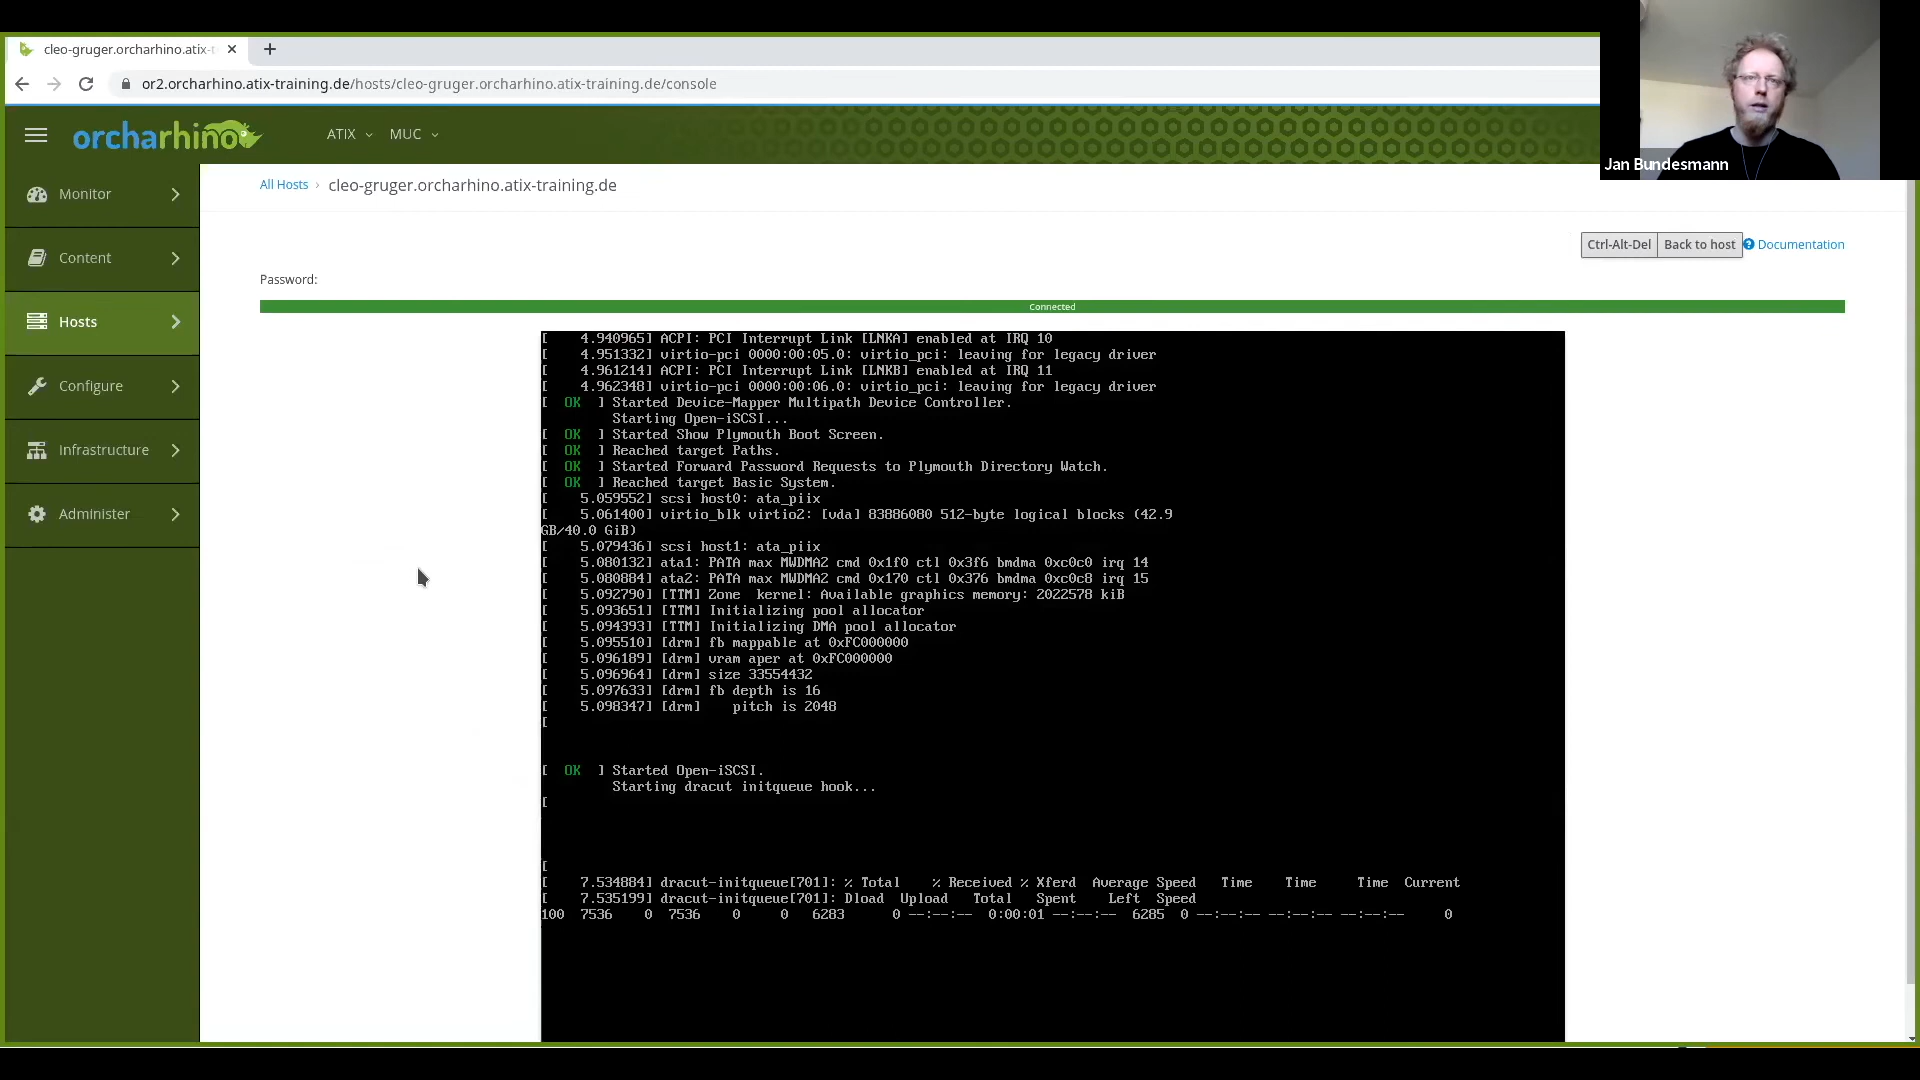 cleo-gruger.orcharhino.atix-t
or2.orcharhino.atix-training.de/hosts/cleo-gruger.orcharhino.atix-training.de/console
orcharhino
ATIX
MUC
Jan Bundesmann
Monitor
Content
Hosts
Configure
Infrastructure
Administer
All Hosts › cleo-gruger.orcharhino.atix-training.de
Ctrl-Alt-Del
Back to host
Documentation
Password:
Connected
[    4.940965] ACPI: PCI Interrupt Link [LNKA] enabled at IRQ 10
[    4.951332] virtio-pci 0000:00:05.0: virtio_pci: leaving for legacy driver
[    4.961214] ACPI: PCI Interrupt Link [LNKB] enabled at IRQ 11
[    4.962348] virtio-pci 0000:00:06.0: virtio_pci: leaving for legacy driver
[  OK  ] Started Device-Mapper Multipath Device Controller.
Starting Open-iSCSI...
[  OK  ] Started Show Plymouth Boot Screen.
[  OK  ] Reached target Paths.
[  OK  ] Started Forward Password Requests to Plymouth Directory Watch.
[  OK  ] Reached target Basic System.
[    5.059552] scsi host0: ata_piix
[    5.061400] virtio_blk virtio2: [vda] 83886080 512-byte logical blocks (42.9
GB/40.0 GiB)
[    5.079436] scsi host1: ata_piix
[    5.080132] ata1: PATA max MWDMA2 cmd 0x1f0 ctl 0x3f6 bmdma 0xc0c0 irq 14
[    5.080884] ata2: PATA max MWDMA2 cmd 0x170 ctl 0x376 bmdma 0xc0c8 irq 15
[    5.092790] [TTM] Zone  kernel: Available graphics memory: 2022578 kiB
[    5.093651] [TTM] Initializing pool allocator
[    5.094393] [TTM] Initializing DMA pool allocator
[    5.095510] [drm] fb mappable at 0xFC000000
[    5.096189] [drm] vram aper at 0xFC000000
[    5.096964] [drm] size 33554432
[    5.097633] [drm] fb depth is 16
[    5.098347] [drm]    pitch is 2048
[
[  OK  ] Started Open-iSCSI.
Starting dracut initqueue hook...
[
[
[    7.534884] dracut-initqueue[701]: % Total    % Received % Xferd  Average Speed   Time    Time     Time  Current
[    7.535199] dracut-initqueue[701]: Dload  Upload   Total   Spent    Left  Speed
100  7536    0  7536    0     0   6283      0 --:--:--  0:00:01 --:--:--  6285  0 --:--:-- --:--:-- --:--:--     0